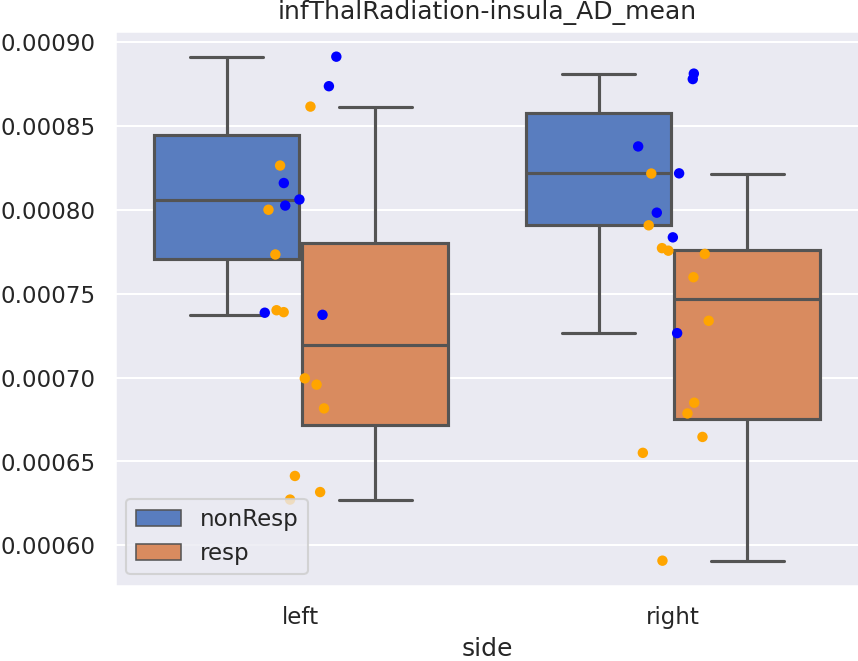 infThalRadiation-insula_AD_mean
0.00090
0.00085
0.00080
0.00075
0.00070
0.00065
0.00060
nonResp
resp
left right
side